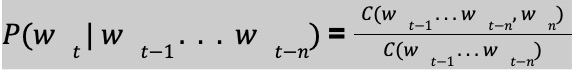 P(w t | w t−1 . . . w t−n) = C(w t−1 . . . w t−n, w n) / C(w t−1 . . . w t−n)